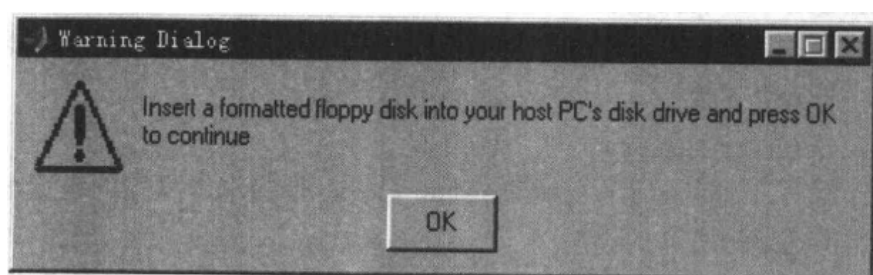 Warning Dialog
Insert a formatted floppy disk into your host PC's disk drive and press OK
to continue
OK